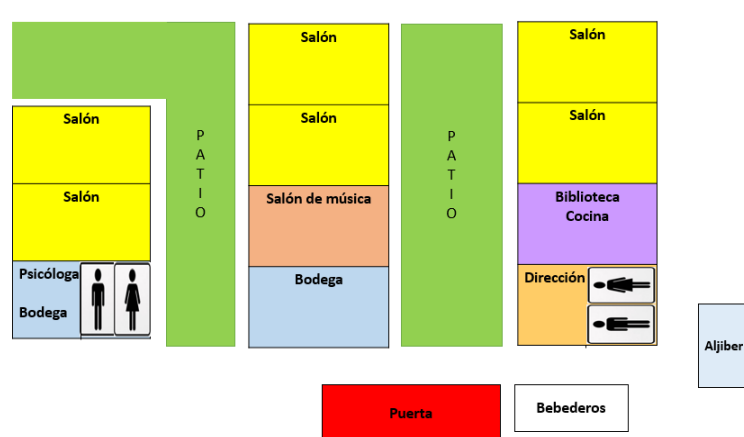 Salón
Salón
Salón
Salón
Salón
P
A
T
I
O
P
A
T
I
O
Salón
Salón de música
Biblioteca
Cocina
Psicóloga
Bodega
Bodega
Dirección
Aljiber
Puerta
Bebederos